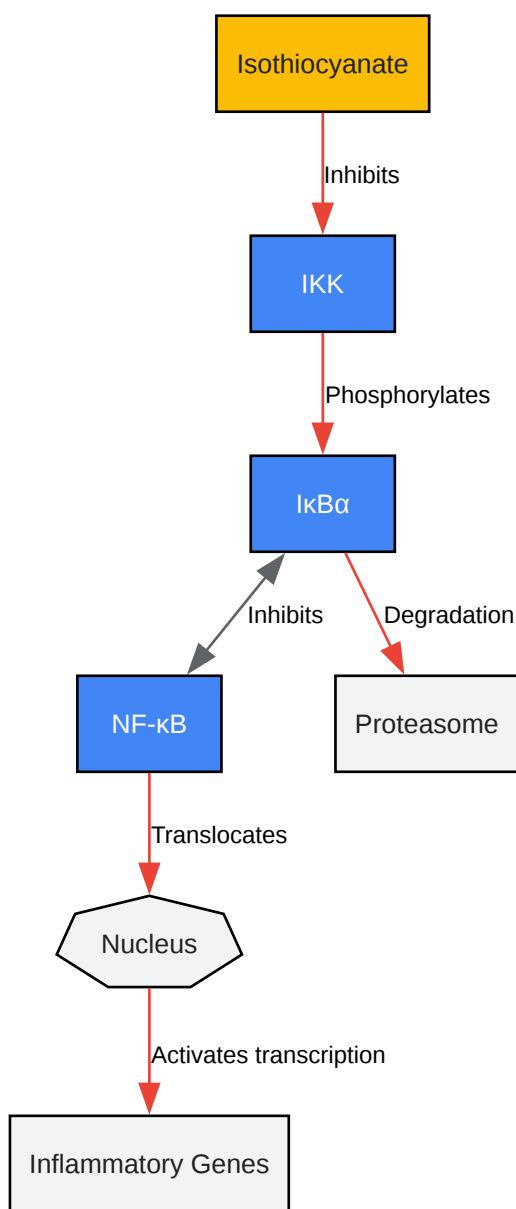 Isothiocyanate
Inhibits
IKK
Phosphorylates
IκBα
Inhibits
Degradation
NF-κB
Proteasome
Translocates
Nucleus
Activates transcription
Inflammatory Genes